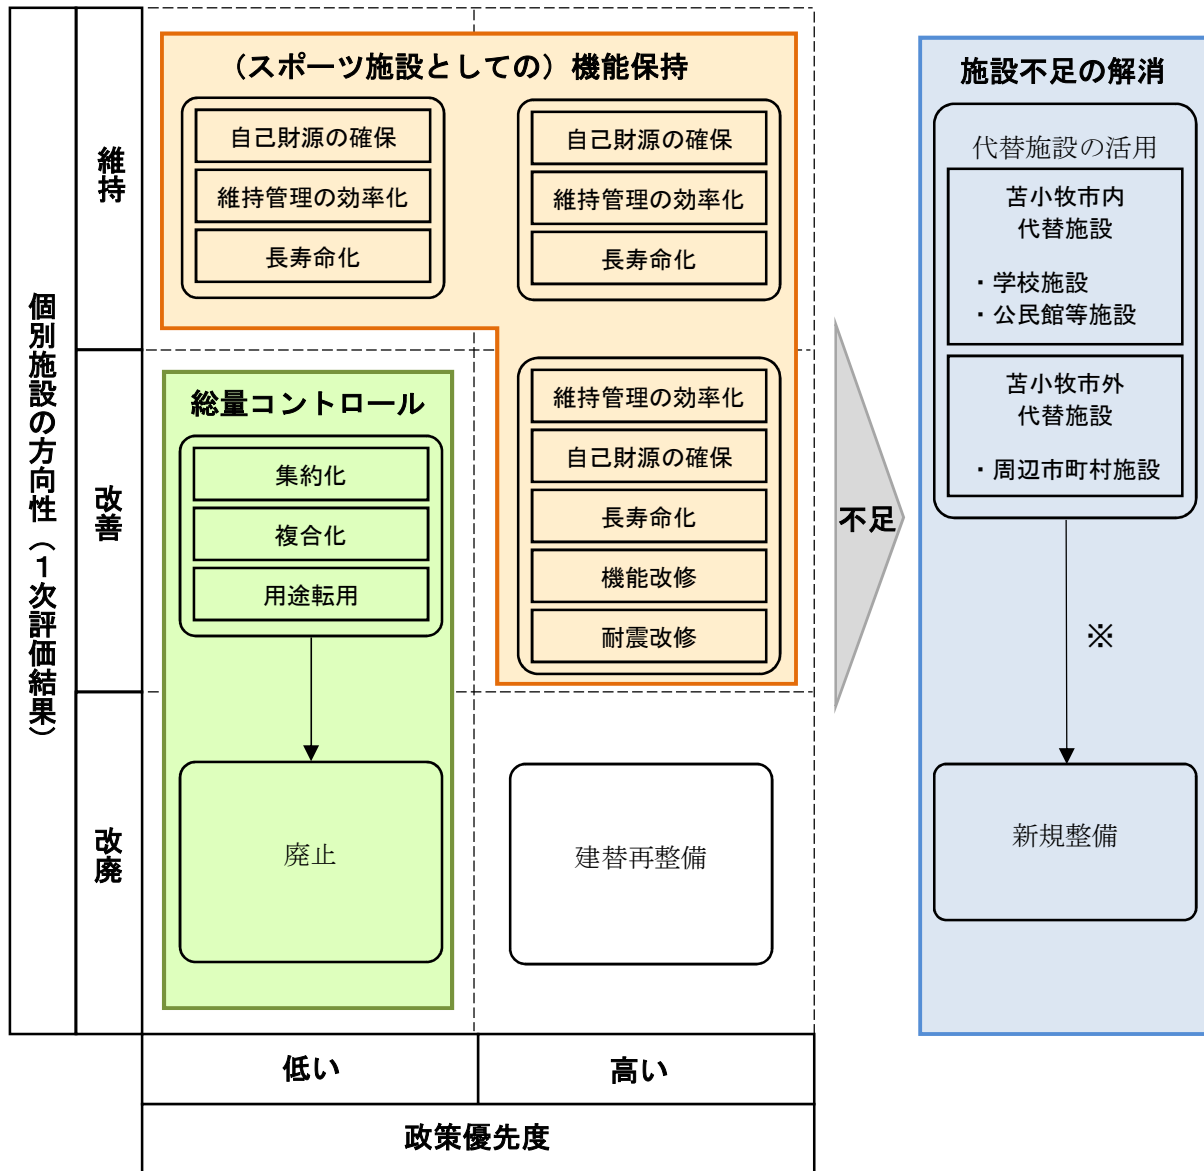 個別施設の方向性（１次評価結果）
維持
改善
改廃
（スポーツ施設としての）機能保持
自己財源の確保
維持管理の効率化
長寿命化
自己財源の確保
維持管理の効率化
長寿命化
維持管理の効率化
自己財源の確保
長寿命化
機能改修
耐震改修
総量コントロール
集約化
複合化
用途転用
廃止
建替再整備
低い
高い
政策優先度
不足
施設不足の解消
代替施設の活用
苫小牧市内
代替施設
・学校施設
・公民館等施設
苫小牧市外
代替施設
・周辺市町村施設
※
新規整備